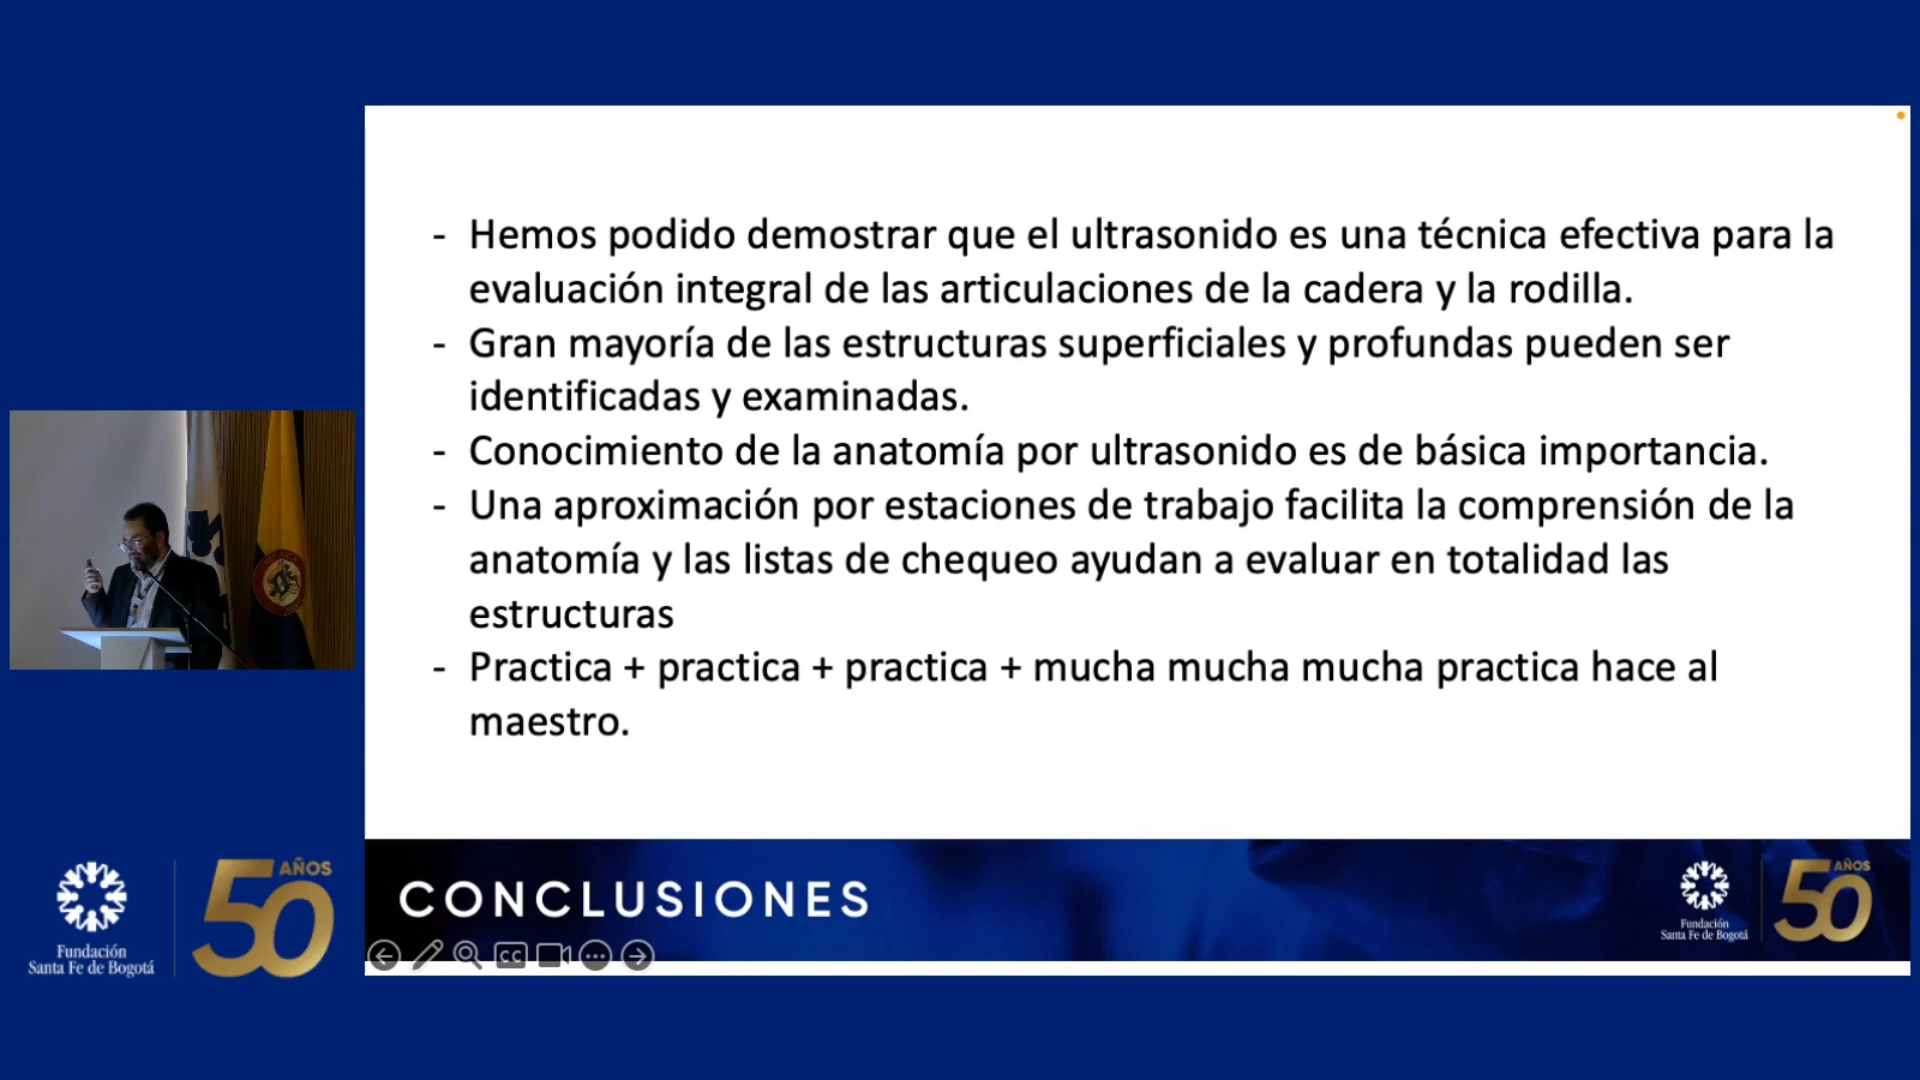 - Hemos podido demostrar que el ultrasonido es una técnica efectiva para la
evaluación integral de las articulaciones de la cadera y la rodilla.
- Gran mayoría de las estructuras superficiales y profundas pueden ser
identificadas y examinadas.
- Conocimiento de la anatomía por ultrasonido es de básica importancia.
- Una aproximación por estaciones de trabajo facilita la comprensión de la
anatomía y las listas de chequeo ayudan a evaluar en totalidad las
estructuras
- Practica + practica + practica + mucha mucha mucha practica hace al
maestro.
CONCLUSIONES
CC
Fundación
Santa Fe de Bogotá
50 AÑOS
Fundación
Santa Fe de Bogotá
50 AÑOS